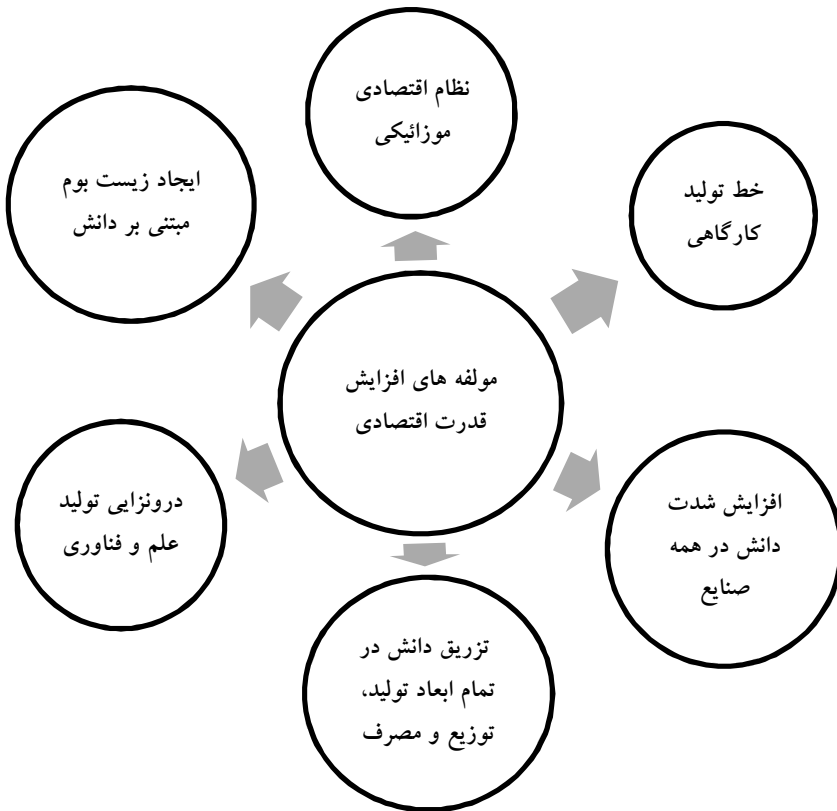 نظام اقتصادی
موزائیکی
خط تولید
کارگاهی
ایجاد زیست بوم
مبتنی بر دانش
مولفه های افزایش
قدرت اقتصادی
افزایش شدت
دانش در همه
صنایع
درونزایی تولید
علم و فناوری
تزریق دانش در
تمام ابعاد تولید،
توزیع و مصرف